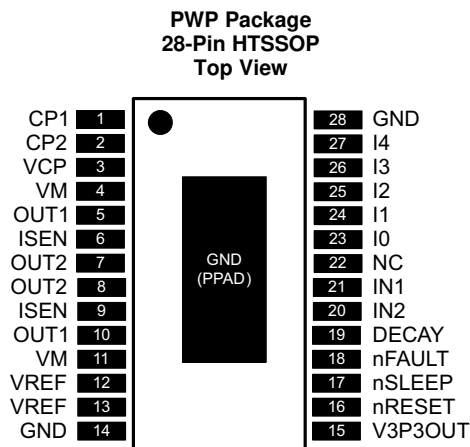 PWP Package
28-Pin HTSSOP
Top View
CP1 1 28 GND
CP2 2 27 I4
VCP 3 26 I3
VM 4 25 I2
OUT1 5 24 I1
ISEN 6 23 I0
OUT2 7 22 NC
OUT2 8 21 IN1
ISEN 9 20 IN2
OUT1 10 19 DECAY
VM 11 18 nFAULT
VREF 12 17 nSLEEP
VREF 13 16 nRESET
GND 14 15 V3P3OUT
GND
(PPAD)